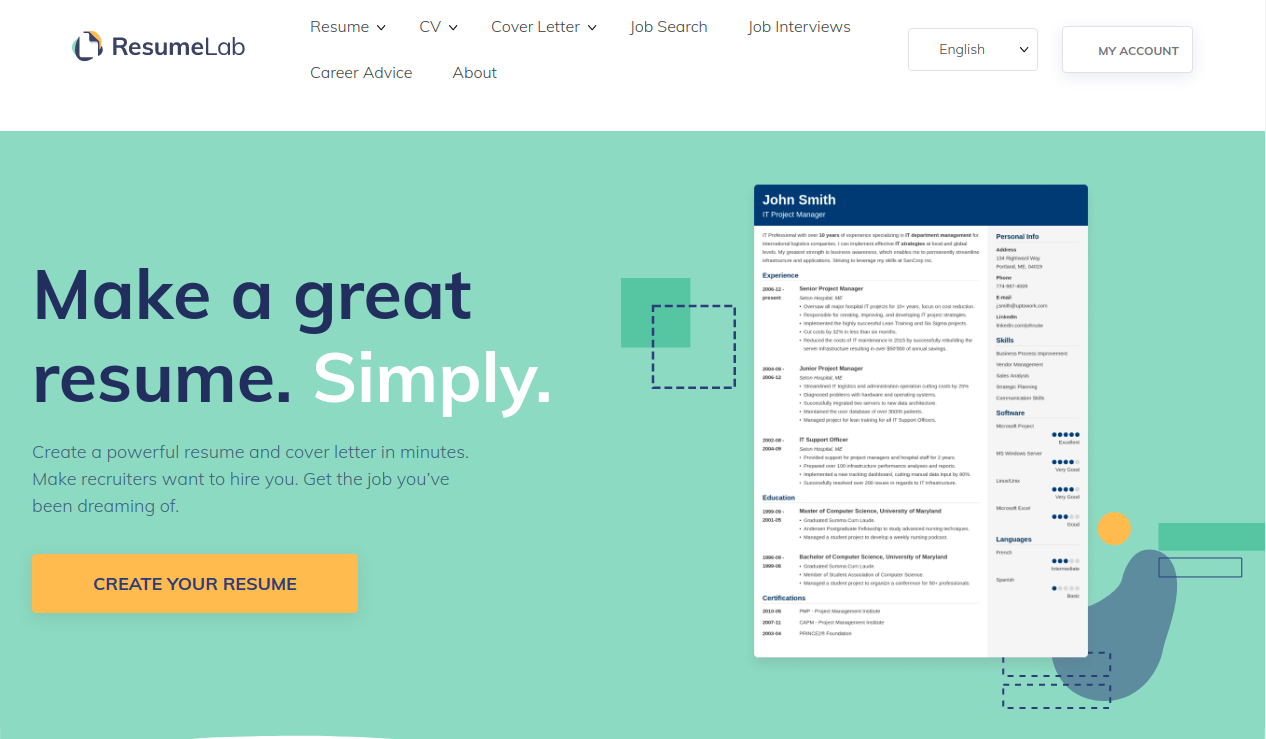 ResumeLab
Resume
CV
Cover Letter
Job Search
Job Interviews
Career Advice
About
English
MY ACCOUNT
Make a great
resume. Simply.
Create a powerful resume and cover letter in minutes.
Make recruiters want to hire you. Get the job you've
been dreaming of.
CREATE YOUR RESUME
John Smith
IT Project Manager
IT Professional with over 10 years of experience specializing in IT department management for
international logistics companies. I can implement effective IT strategies at local and global
levels. My greatest strength is business awareness, which enables me to permanently streamline
infrastructure and applications. Striving to leverage my skills at SanCorp Inc.
Experience
2006-12 -
present
Senior Project Manager
Seton Hospital, ME
• Oversaw all major hospital IT projects for 10+ years, focus on cost reduction.
• Responsible for creating, improving, and developing IT project strategies.
• Implemented the highly successful Lean Training and Six Sigma projects.
• Cut costs by 32% in less than six months.
• Reduced the costs of IT maintenance in 2015 by successfully rebuilding the
server infrastructure resulting in over $50'000 of annual savings.
2004-09 -
2006-12
Junior Project Manager
Seton Hospital, ME
• Streamlined IT logistics and administration operation cutting costs by 25%
• Diagnosed problems with hardware and operating systems.
• Successfully migrated two servers to new data architecture.
• Maintained the user database of over 30000 patients.
• Managed project for lean training for all IT Support Officers.
2002-08 -
2004-09
IT Support Officer
Seton Hospital, ME
• Provided support for project managers and hospital staff for 2 years.
• Prepared over 100 infrastructure performance analyses and reports.
• Implemented a new tracking dashboard, cutting manual data input by 80%.
• Successfully resolved over 200 issues in regards to IT infrastructure.
Education
1999-09 -
2001-05
Master of Computer Science, University of Maryland
• Graduated Summa Cum Laude.
• Andersen Postgraduate Fellowship to study advanced nursing techniques.
• Managed a student project to develop a weekly nursing podcast.
1996-09 -
1999-06
Bachelor of Computer Science, University of Maryland
• Graduated Summa Cum Laude.
• Member of Student Association of Computer Science.
• Managed a student project to organize a conference for 50+ professionals.
Certifications
2010-08
PMP - Project Management Institute
2007-11
CAPM - Project Management Institute
2003-04
PRINCE2® Foundation
Personal Info
Address
Portland, ME, 04019
Phone
E-mail
j.smith@uptowork.com
LinkedIn
Skills
Business Process Improvement
Vendor Management
Sales Analysis
Strategic Planning
Communication Skills
Software
Microsoft Project
Excellent
MS Windows Server
Very Good
Linux/Unix
Very Good
Microsoft Excel
Good
Languages
French
Intermediate
Spanish
Basic